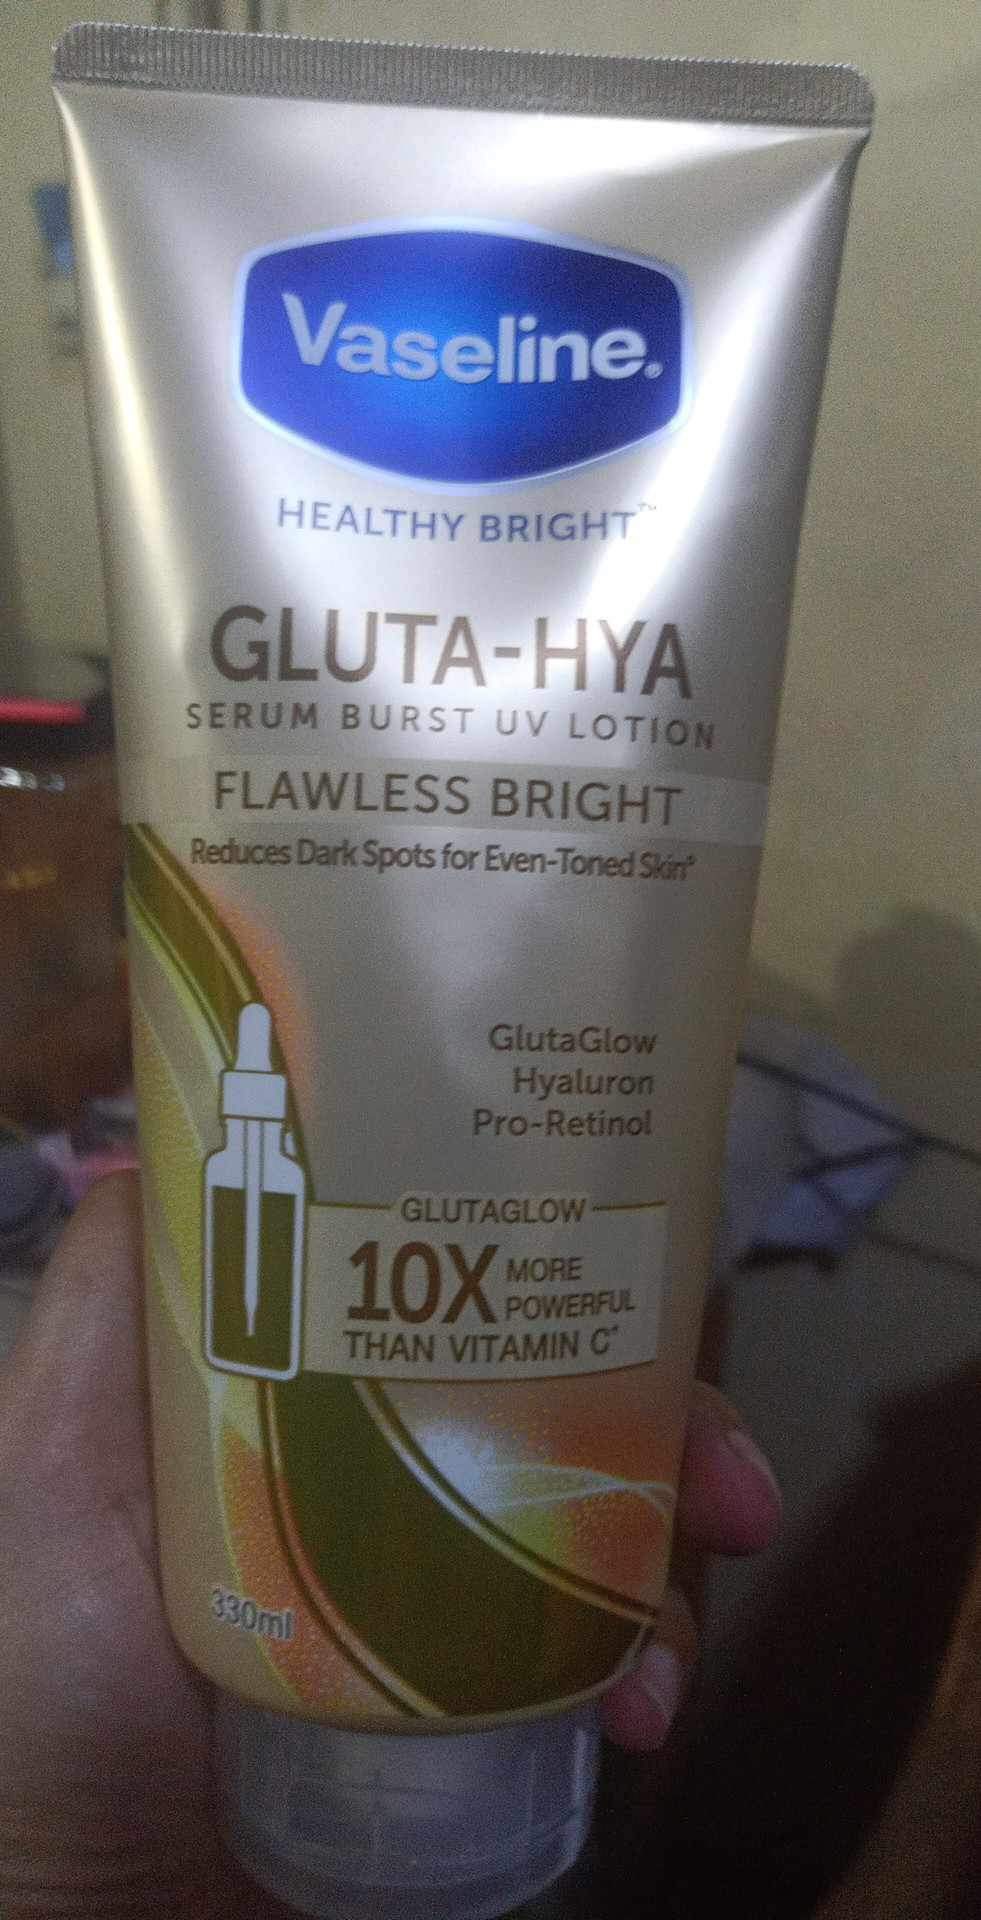 Vaseline®
HEALTHY BRIGHT™
GLUTA-HYA
SERUM BURST UV LOTION
FLAWLESS BRIGHT
Reduces Dark Spots for Even-Toned Skin*
GlutaGlow
Hyaluron
Pro-Retinol
GLUTAGLOW
10X MORE
POWERFUL
THAN VITAMIN C*
330ml